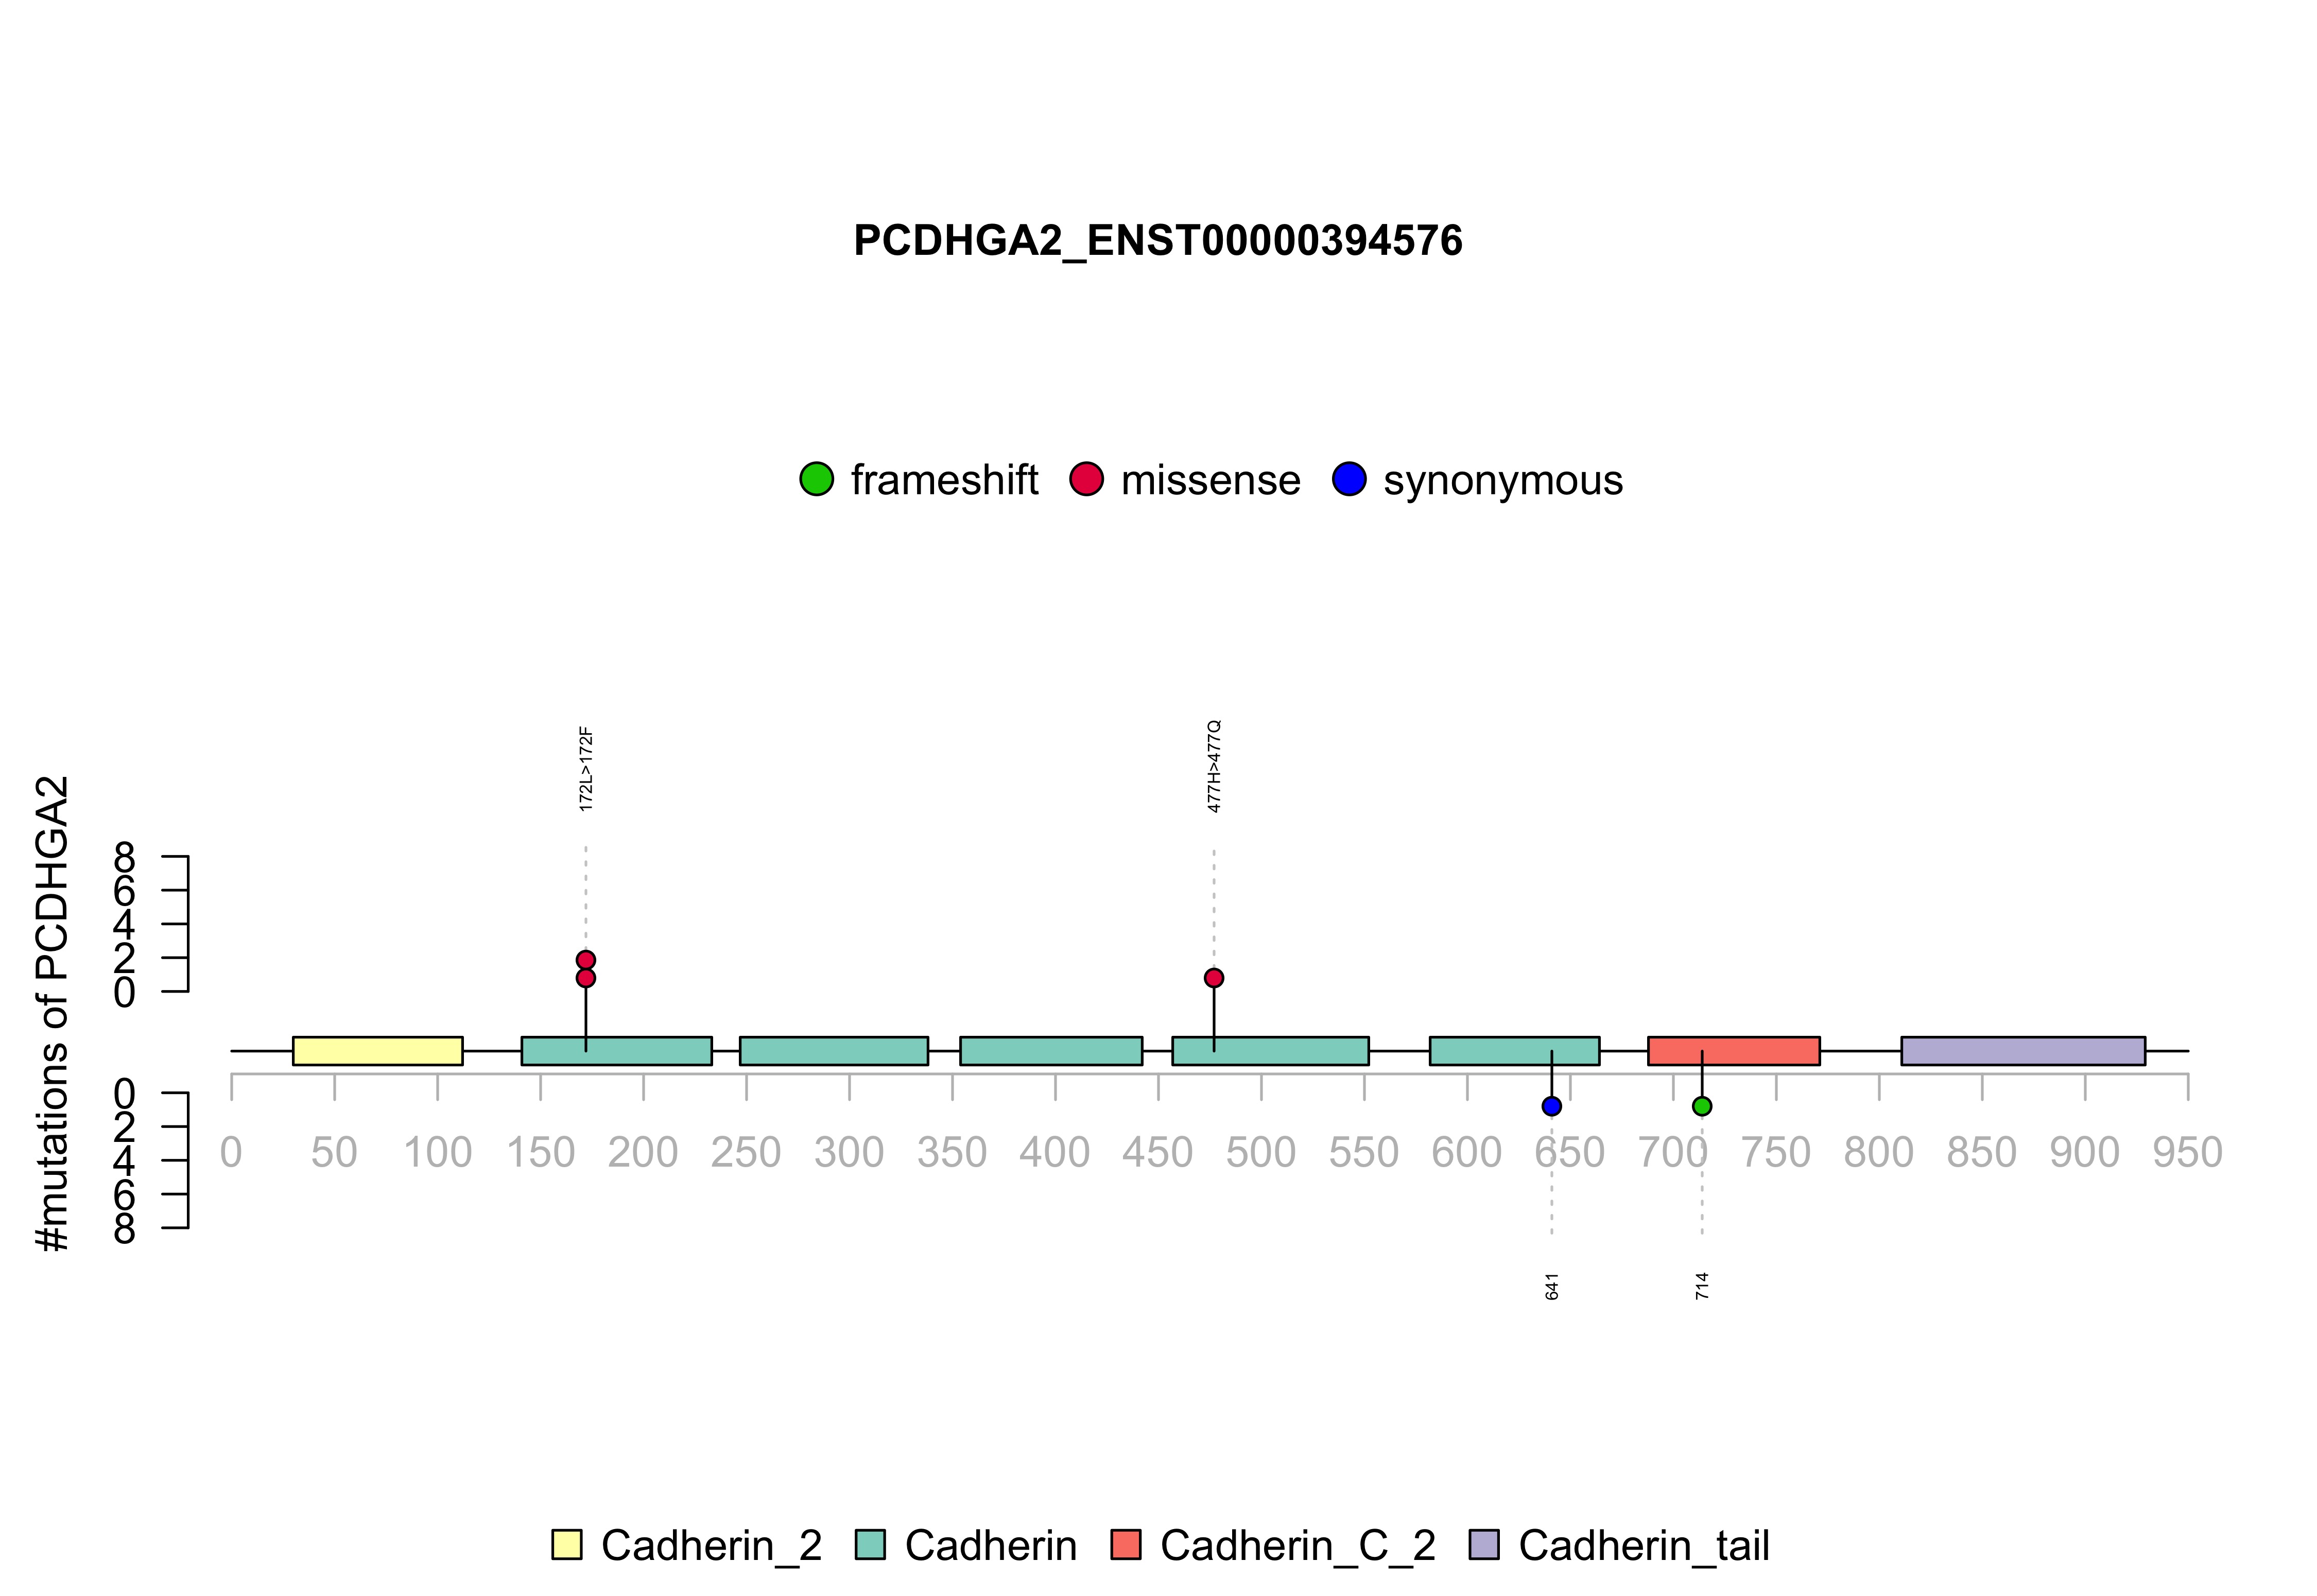 PCDHGA2_ENST00000394576
frameshift missense synonymous
172L>172F
477H>477Q
#mutations of PCDHGA2
8
6
4
2
0
0
2
4
6
8
0 50 100 150 200 250 300 350 400 450 500 550 600 650 700 750 800 850 900 950
641
714
Cadherin_2 Cadherin Cadherin_C_2 Cadherin_tail